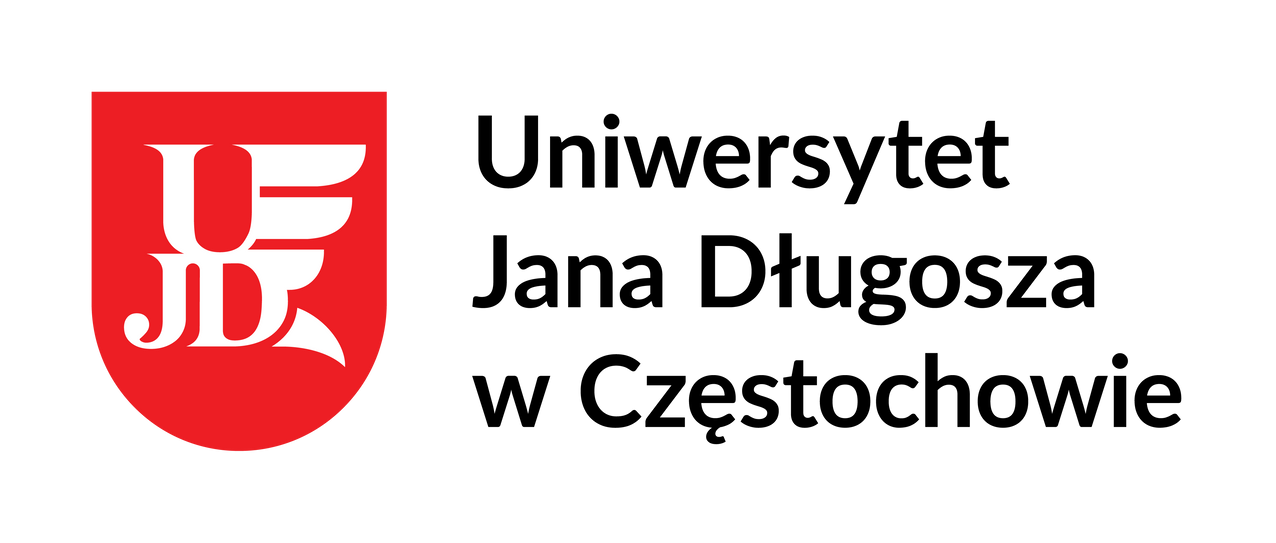 U
JD
Uniwersytet
Jana Długosza
w Częstochowie